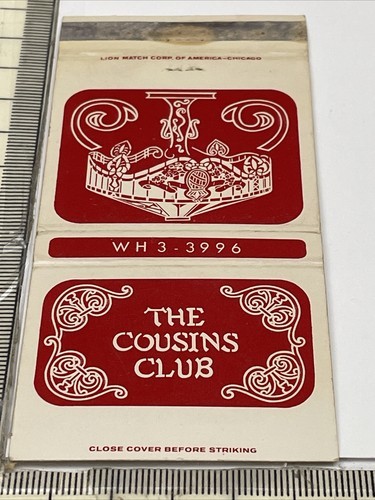 LION MATCH CORP. OF AMERICA-CHICAGO
WH 3-3996
THE
COUSINS
CLUB
CLOSE COVER BEFORE STRIKING